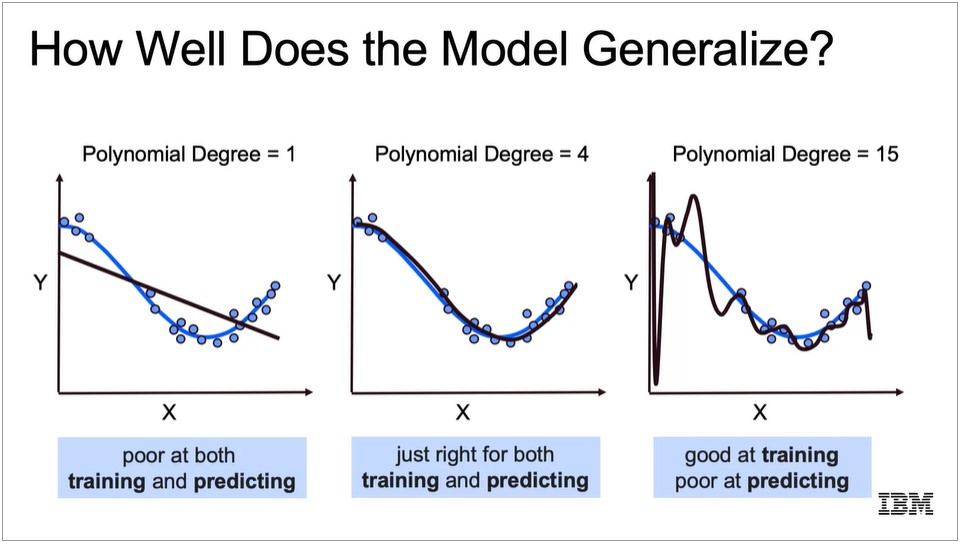 How Well Does the Model Generalize?
Polynomial Degree = 1
Y
X
poor at both
training and predicting
Polynomial Degree = 4
Y
X
just right for both
training and predicting
Polynomial Degree = 15
Y
X
good at training
poor at predicting
IBM